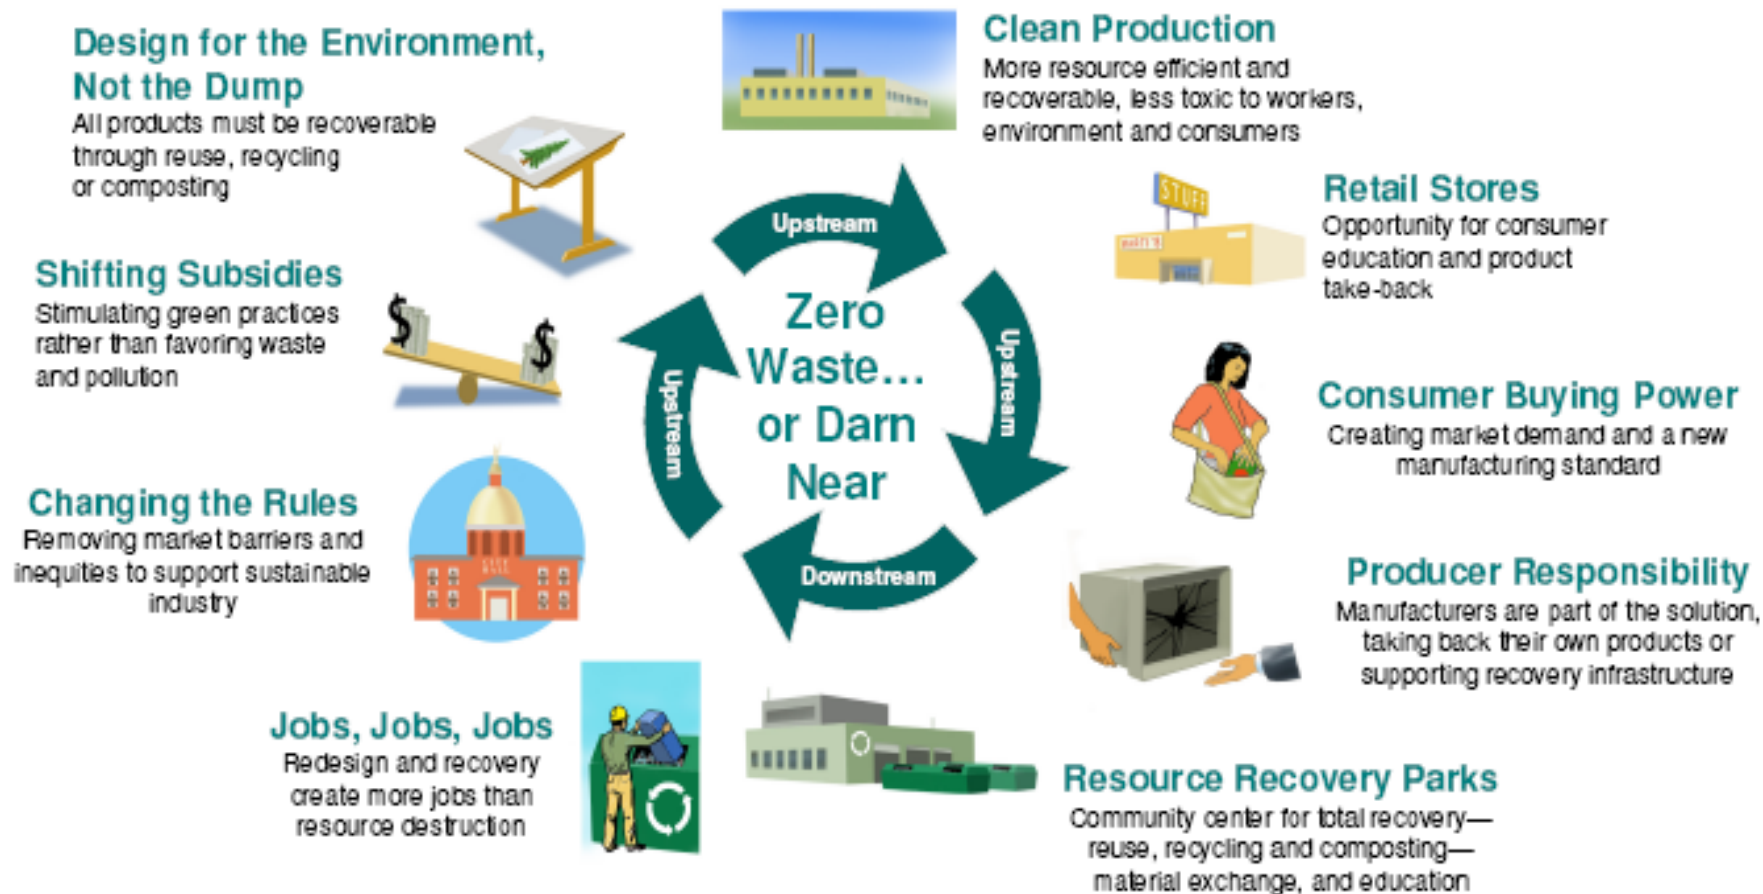 Design for the Environment,
Not the Dump
All products must be recoverable
through reuse, recycling
or composting
Clean Production
More resource efficient and
recoverable, less toxic to workers,
environment and consumers
STUFF
Retail Stores
Opportunity for consumer
education and product
take-back
Shifting Subsidies
Stimulating green practices
rather than favoring waste
and pollution
$
$
Upstream
Upstream
Upstream
Downstream
Zero
Waste...
or Darn
Near
Consumer Buying Power
Creating market demand and a new
manufacturing standard
Changing the Rules
Removing market barriers and
inequities to support sustainable
industry
CITY
HALL
Producer Responsibility
Manufacturers are part of the solution,
taking back their own products or
supporting recovery infrastructure
Jobs, Jobs, Jobs
Redesign and recovery
create more jobs than
resource destruction
Resource Recovery Parks
Community center for total recovery—
reuse, recycling and composting—
material exchange, and education